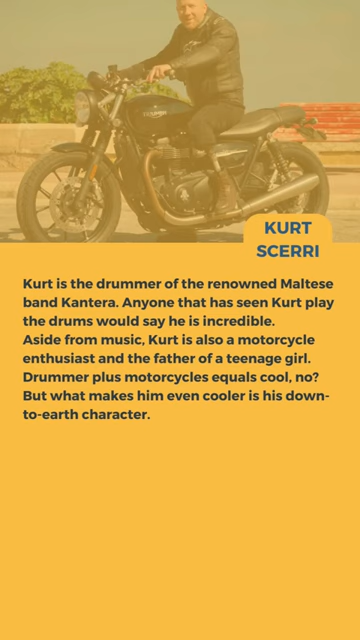 TRIUMPH
KURT
SCERRI
Kurt is the drummer of the renowned Maltese
band Kantera. Anyone that has seen Kurt play
the drums would say he is incredible.
Aside from music, Kurt is also a motorcycle
enthusiast and the father of a teenage girl.
Drummer plus motorcycles equals cool, no?
But what makes him even cooler is his down-
to-earth character.